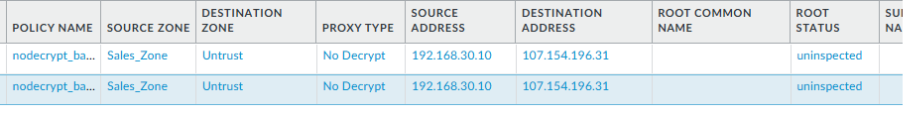 POLICY NAME SOURCE ZONE DESTINATION ZONE PROXY TYPE SOURCE ADDRESS DESTINATION ADDRESS ROOT COMMON NAME ROOT STATUS
nodecrypt_ba... Sales_Zone Untrust No Decrypt 192.168.30.10 107.154.196.31 uninspected
nodecrypt_ba... Sales_Zone Untrust No Decrypt 192.168.30.10 107.154.196.31 uninspected